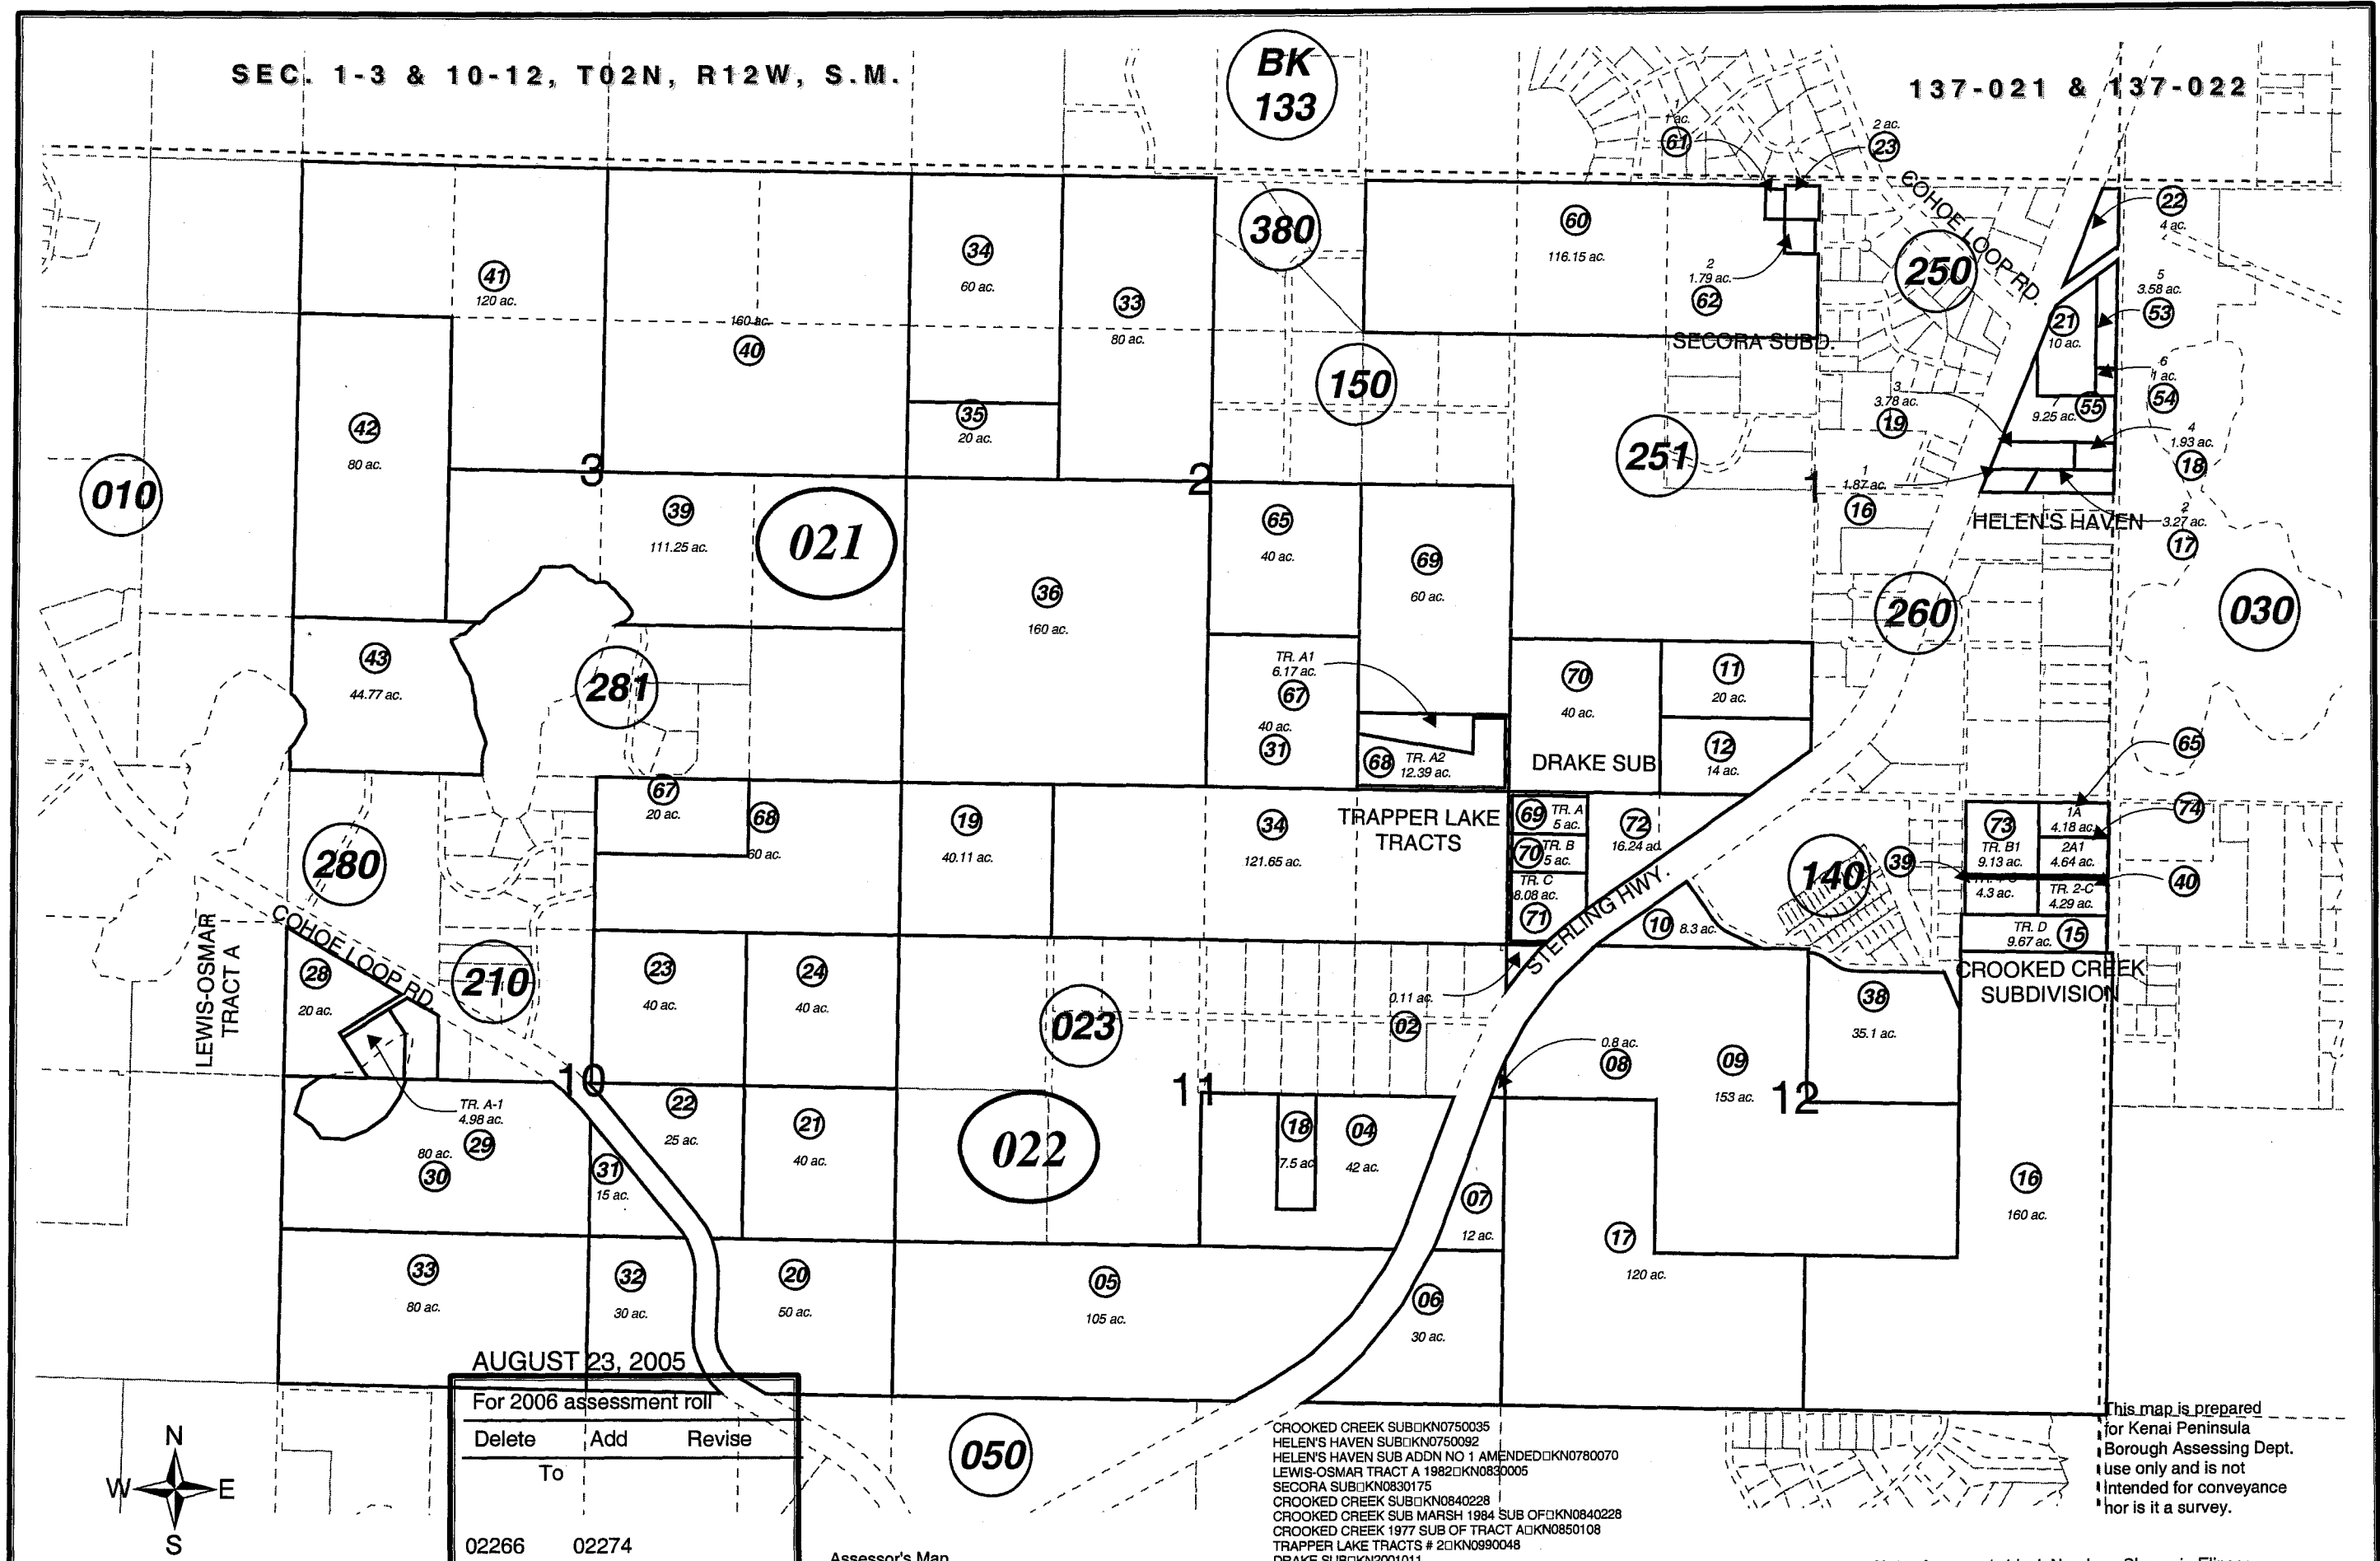 SEC. 1-3 & 10-12, T02N, R12W, S.M.
BK
133
137-021 & 137-022
1
1 ac.
61
2 ac.
23
COHOE LOOP RD.
22
4 ac.
380
60
116.15 ac.
250
34
60 ac.
41
120 ac.
33
80 ac.
2
1.79 ac.
62
5
3.58 ac.
53
21
10 ac.
160 ac.
40
SECORA SUBD.
150
6
1 ac.
54
3
3.78 ac.
19
7
9.25 ac.
55
35
20 ac.
42
80 ac.
4
1.93 ac.
18
251
3
2
1
1
1.87 ac.
16
010
39
111.25 ac.
021
65
40 ac.
HELEN'S HAVEN
2
3.27 ac.
17
69
60 ac.
36
160 ac.
260
030
43
44.77 ac.
281
TR. A1
6.17 ac.
67
40 ac.
31
70
40 ac.
11
20 ac.
68
TR. A2
12.39 ac.
DRAKE SUB
12
14 ac.
65
67
20 ac.
68
60 ac.
19
40.11 ac.
34
121.65 ac.
TRAPPER LAKE
TRACTS
69
TR. A
5 ac.
70
TR. B
5 ac.
TR. C
8.08 ac.
71
72
16.24 ac.
73
TR. B1
9.13 ac.
1A
4.18 ac.
74
2A1
4.64 ac.
280
140
39
40
4.3 ac.
TR. 2-C
4.29 ac.
STERLING HWY.
10
8.3 ac.
TR. D
9.67 ac.
15
COHOE LOOP RD
LEWIS-OSMAR
TRACT A
28
20 ac.
210
23
40 ac.
24
40 ac.
CROOKED CREEK
SUBDIVISION
0.11 ac.
02
38
35.1 ac.
023
0.8 ac.
08
09
153 ac.
10
11
12
TR. A-1
4.98 ac.
29
80 ac.
30
22
25 ac.
21
40 ac.
022
18
7.5 ac
04
42 ac.
31
15 ac.
07
12 ac.
16
160 ac.
17
120 ac.
33
80 ac.
32
30 ac.
20
50 ac.
05
105 ac.
06
30 ac.
AUGUST 23, 2005
For 2006 assessment roll
Delete Add Revise
To
02266 02274
N
W E
S
050
CROOKED CREEK SUB□KN0750035
HELEN'S HAVEN SUB□KN0750092
HELEN'S HAVEN SUB ADDN NO 1 AMENDED□KN0780070
LEWIS-OSMAR TRACT A 1982□KN0830005
SECORA SUB□KN0830175
CROOKED CREEK SUB□KN0840228
CROOKED CREEK SUB MARSH 1984 SUB OF□KN0840228
CROOKED CREEK 1977 SUB OF TRACT A□KN0850108
TRAPPER LAKE TRACTS # 2□KN0990048
DRAKE SUB□KN2001011
This map is prepared
for Kenai Peninsula
Borough Assessing Dept.
use only and is not
intended for conveyance
nor is it a survey.
Assessor's Map